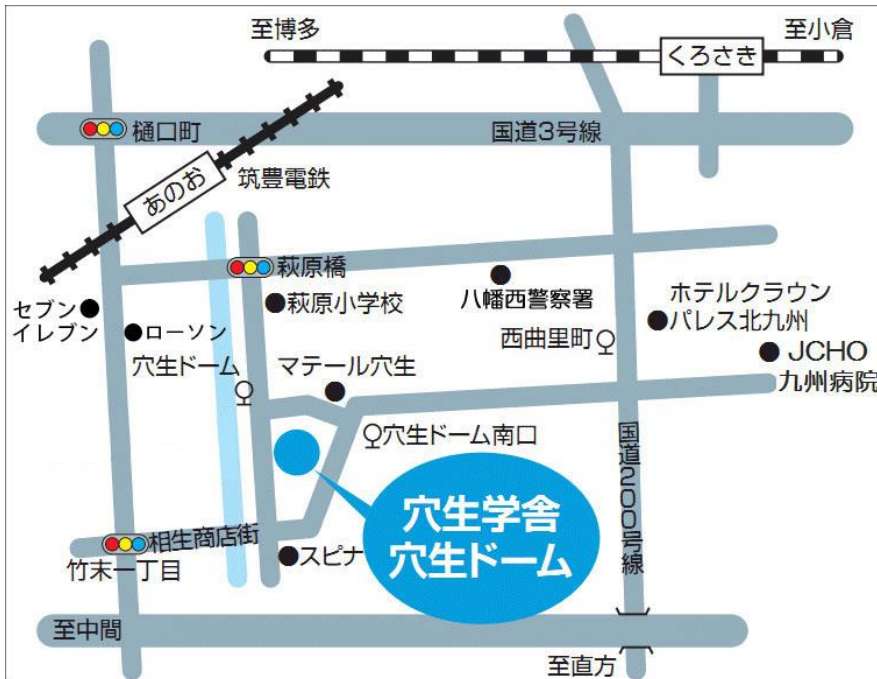 至博多
至小倉
くろさき
樋口町
国道3号線
あのお
筑豊電鉄
萩原橋
セブン
イレブン
ローソン
萩原小学校
八幡西警察署
ホテルクラウン
パレス北九州
西曲里町
JCHO
九州病院
穴生ドーム
マテール穴生
穴生ドーム南口
国道200号線
穴生学舎
穴生ドーム
相生商店街
竹末一丁目
スピナ
至中間
至直方